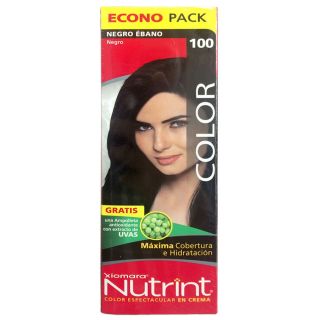 ECONO PACK
NEGRO ÉBANO
Negro
100
COLOR
GRATIS
una Ampolleta
antioxidante
con extracto de
UVAS
Máxima Cobertura
e Hidratación
xiomara
Nutrint
COLOR ESPECTACULAR EN CREMA